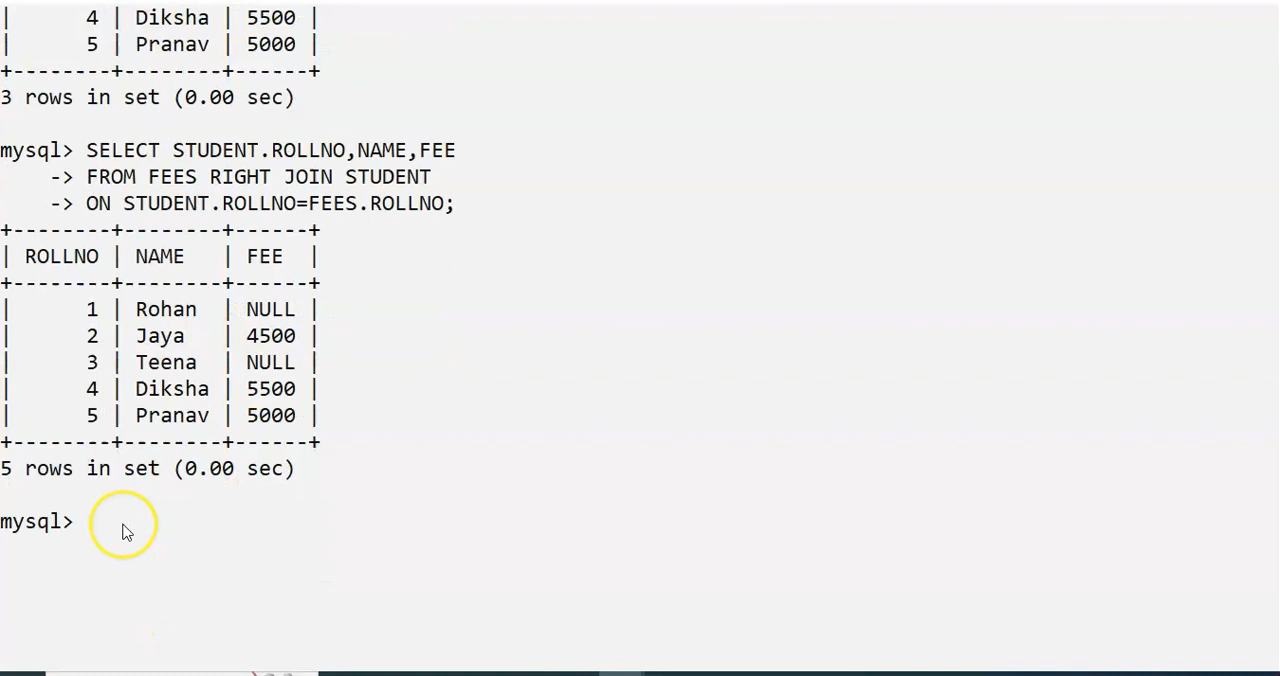 |      4 | Diksha | 5500 |
|      5 | Pranav | 5000 |
+--------+--------+------+
3 rows in set (0.00 sec)
mysql> SELECT STUDENT.ROLLNO,NAME,FEE
    -> FROM FEES RIGHT JOIN STUDENT
    -> ON STUDENT.ROLLNO=FEES.ROLLNO;
+--------+--------+------+
| ROLLNO | NAME   | FEE  |
+--------+--------+------+
|      1 | Rohan  | NULL |
|      2 | Jaya   | 4500 |
|      3 | Teena  | NULL |
|      4 | Diksha | 5500 |
|      5 | Pranav | 5000 |
+--------+--------+------+
5 rows in set (0.00 sec)
mysql>